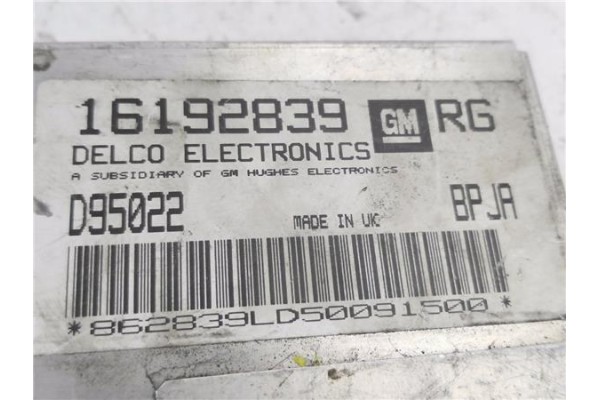 16192839 GM RG
DELCO ELECTRONICS
A SUBSIDIARY OF GM HUGHES ELECTRONICS
D95022 MADE IN UK BPJA
*862839LD50091500*